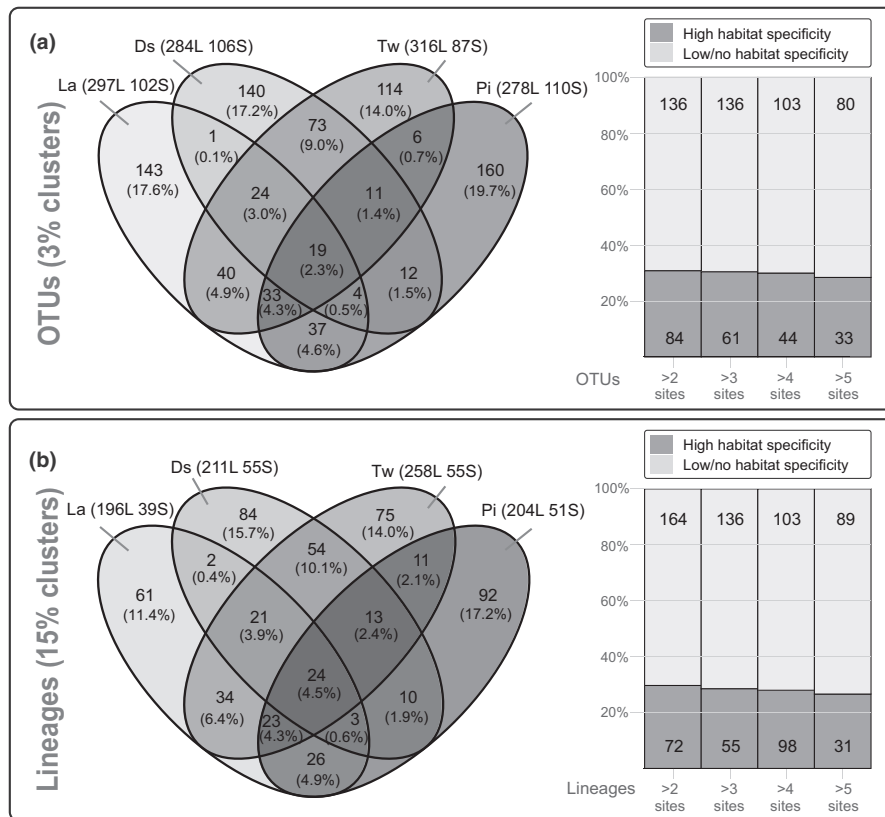 (a)
OTUs (3% clusters)
La (297L 102S)
Ds (284L 106S)
Tw (316L 87S)
Pi (278L 110S)
143
(17.6%)
1
(0.1%)
140
(17.2%)
73
(9.0%)
114
(14.0%)
6
(0.7%)
160
(19.7%)
24
(3.0%)
11
(1.4%)
19
(2.3%)
40
(4.9%)
33
(4.3%)
4
(0.5%)
12
(1.5%)
37
(4.6%)
High habitat specificity
Low/no habitat specificity
100%
80%
60%
40%
20%
136 136 103 80
84 61 44 33
OTUs
>2 sites
>3 sites
>4 sites
>5 sites
(b)
Lineages (15% clusters)
La (196L 39S)
Ds (211L 55S)
Tw (258L 55S)
Pi (204L 51S)
61
(11.4%)
2
(0.4%)
84
(15.7%)
54
(10.1%)
75
(14.0%)
11
(2.1%)
92
(17.2%)
21
(3.9%)
13
(2.4%)
24
(4.5%)
34
(6.4%)
23
(4.3%)
3
(0.6%)
10
(1.9%)
26
(4.9%)
High habitat specificity
Low/no habitat specificity
100%
80%
60%
40%
20%
164 136 103 89
72 55 98 31
Lineages
>2 sites
>3 sites
>4 sites
>5 sites